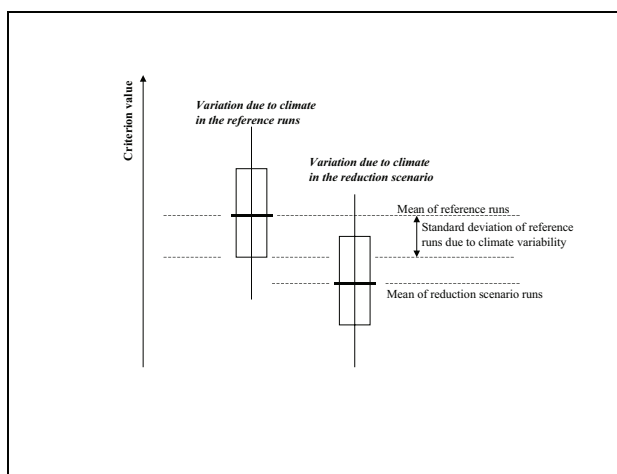 Criterion value
Variation due to climate
in the reference runs
Variation due to climate
in the reduction scenario
Mean of reference runs
Standard deviation of reference
runs due to climate variability
Mean of reduction scenario runs